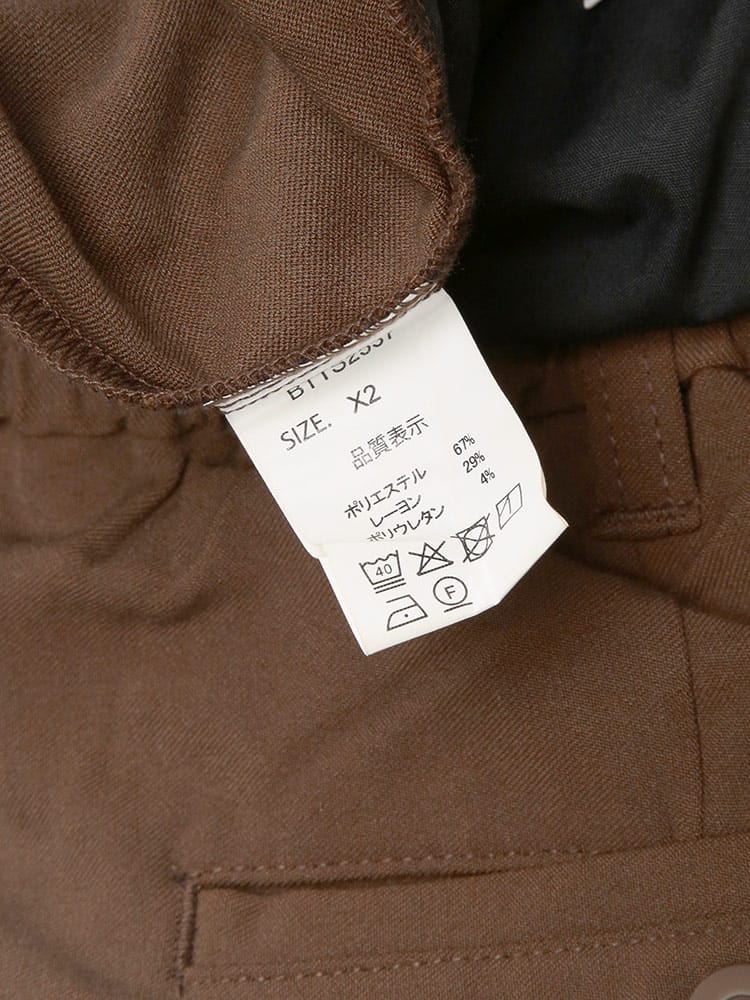 SIZE. X2
品質表示
ポリエステル 67%
レーヨン 29%
ポリウレタン 4%
40
F